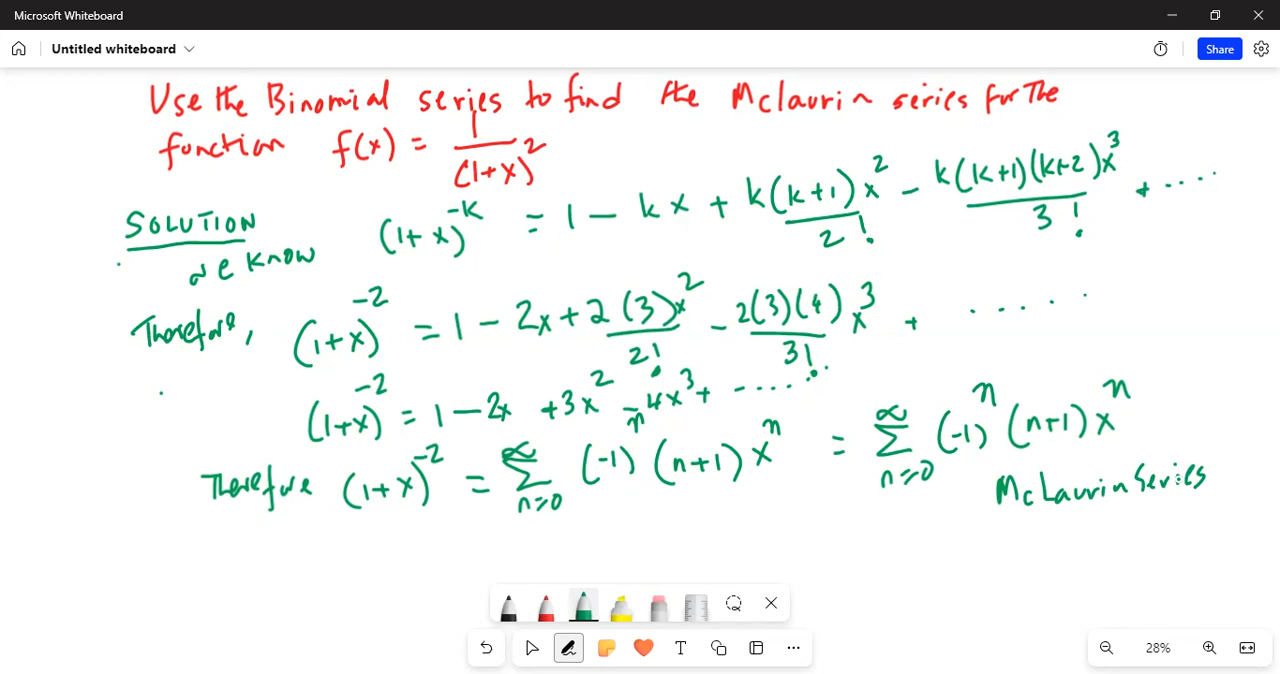 Microsoft Whiteboard
Untitled whiteboard
Share
Use the Binomial series to find the Mclaurin series for The
function f(x) = 1/(1+x)^2
SOLUTION
we know (1+x)^-k = 1 - kx + k(k+1)x^2/2! - k(k+1)(k+2)x^3/3! + ....
Therefore, (1+x)^-2 = 1 - 2x + 2(3)x^2/2! - 2(3)(4)x^3/3! + ....
(1+x)^-2 = 1 - 2x + 3x^2 - 4x^3 + ......
Therefore (1+x)^-2 = ∑_{n=0}^∞ (-1)^n (n+1) x^n = ∑_{n=0}^∞ (-1)^n (n+1) x^n
McLaurin Series
T
28%